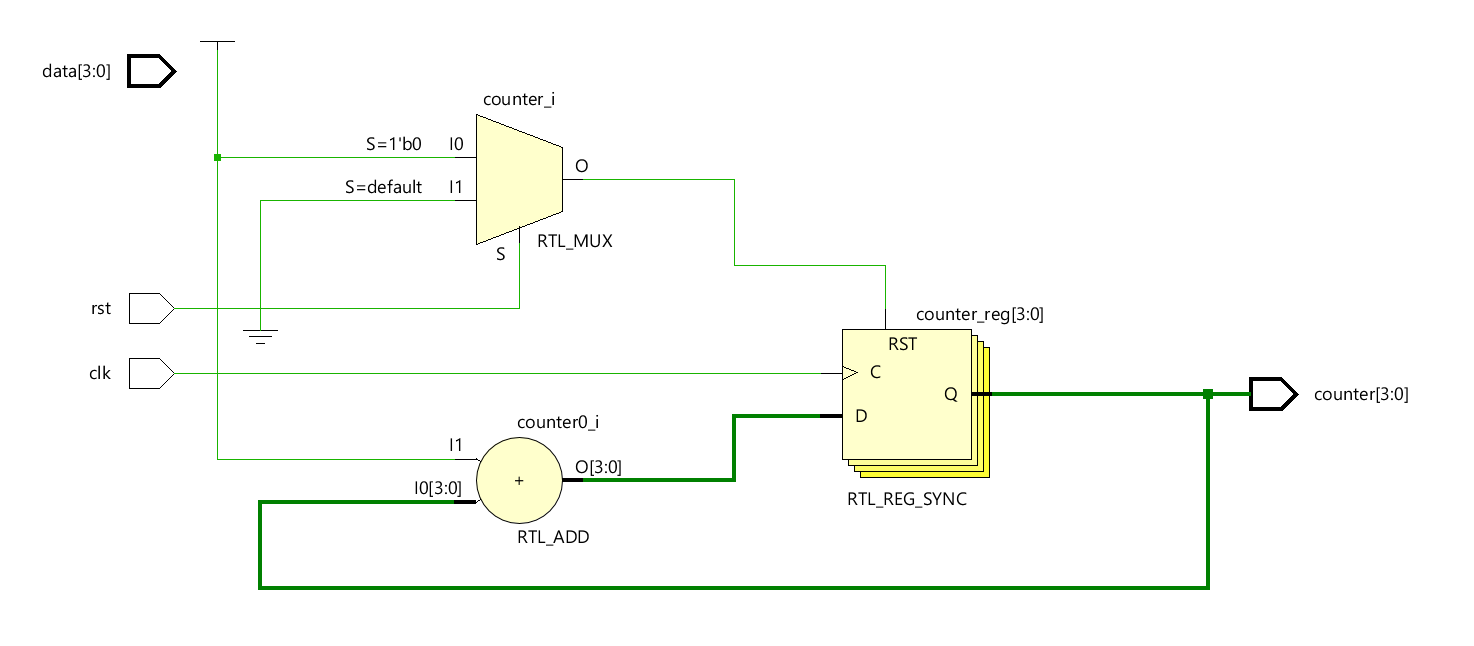 data[3:0]
counter_i
S=1'b0 I0
O
S=default I1
RTL_MUX
S
rst
counter_reg[3:0]
RST
clk
C
Q
counter[3:0]
D
counter0_i
I1
O[3:0]
I0[3:0]
+
RTL_REG_SYNC
RTL_ADD